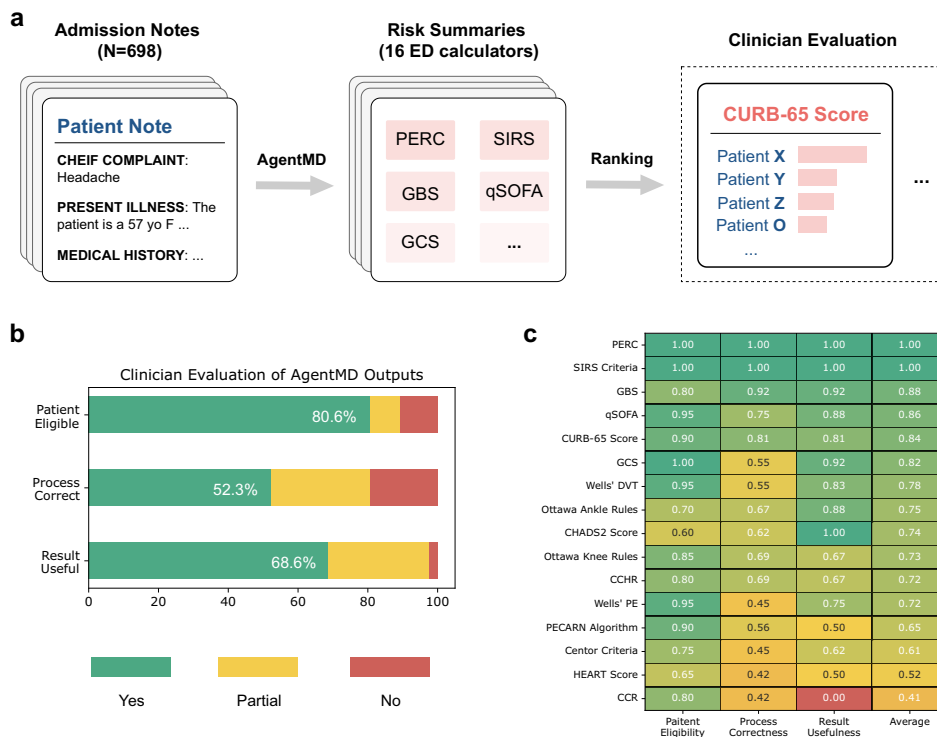 a
Admission Notes
(N=698)
Risk Summaries
(16 ED calculators)
Clinician Evaluation
Patient Note
CHEIF COMPLAINT:
Headache
PRESENT ILLNESS: The
patient is a 57 yo F ...
MEDICAL HISTORY: ...
AgentMD
PERC
SIRS
GBS
qSOFA
GCS
...
Ranking
CURB-65 Score
Patient X
Patient Y
Patient Z
Patient O
...
...
b
Clinician Evaluation of AgentMD Outputs
Patient
Eligible
80.6%
Process
Correct
52.3%
Result
Useful
68.6%
0 20 40 60 80 100
Yes Partial No
c
PERC 1.00 1.00 1.00 1.00
SIRS Criteria 1.00 1.00 1.00 1.00
GBS 0.80 0.92 0.92 0.88
qSOFA 0.95 0.75 0.88 0.86
CURB-65 Score 0.90 0.81 0.81 0.84
GCS 1.00 0.55 0.92 0.82
Wells' DVT 0.95 0.55 0.83 0.78
Ottawa Ankle Rules 0.70 0.67 0.88 0.75
CHADS2 Score 0.60 0.62 1.00 0.74
Ottawa Knee Rules 0.85 0.69 0.67 0.73
CCHR 0.80 0.69 0.67 0.72
Wells' PE 0.95 0.45 0.75 0.72
PECARN Algorithm 0.90 0.56 0.50 0.65
Centor Criteria 0.75 0.45 0.62 0.61
HEART Score 0.65 0.42 0.50 0.52
CCR 0.80 0.42 0.00 0.41
Paitent Process Result Average
Eligibility Correctness Usefulness